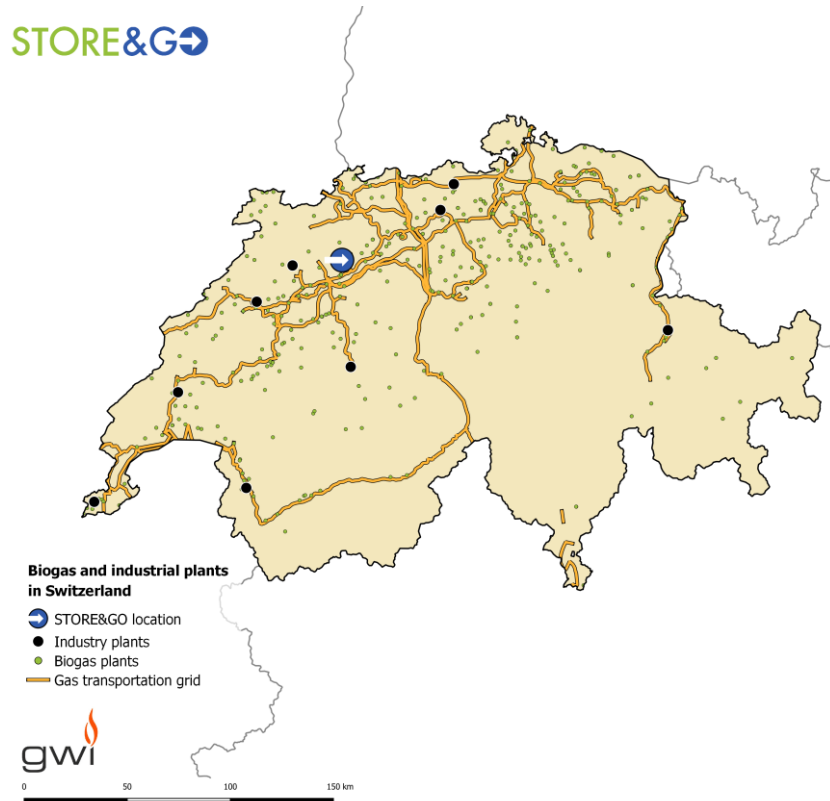 STORE&GO
Biogas and industrial plants
in Switzerland
STORE&GO location
Industry plants
Biogas plants
Gas transportation grid
gwi
0 50 100 150 km